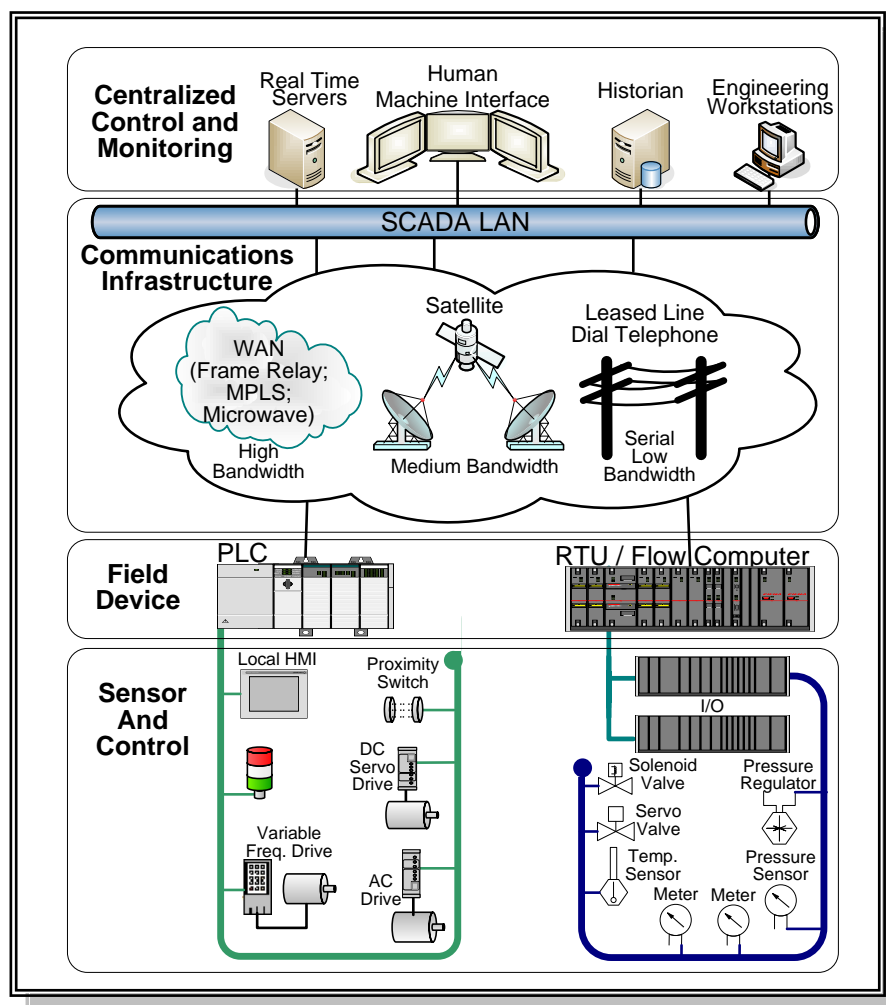 Centralized
Control and
Monitoring
Real Time
Servers
Human
Machine Interface
Historian
Engineering
Workstations
SCADA LAN
Communications
Infrastructure
WAN
(Frame Relay;
MPLS;
Microwave)
High
Bandwidth
Satellite
Medium Bandwidth
Leased Line
Dial Telephone
Serial
Low
Bandwidth
Field
Device
PLC
RTU / Flow Computer
Sensor
And
Control
Local HMI
Proximity
Switch
DC
Servo
Drive
Variable
Freq. Drive
AC
Drive
I/O
Solenoid
Valve
Pressure
Regulator
Servo
Valve
Temp.
Sensor
Pressure
Sensor
Meter
Meter